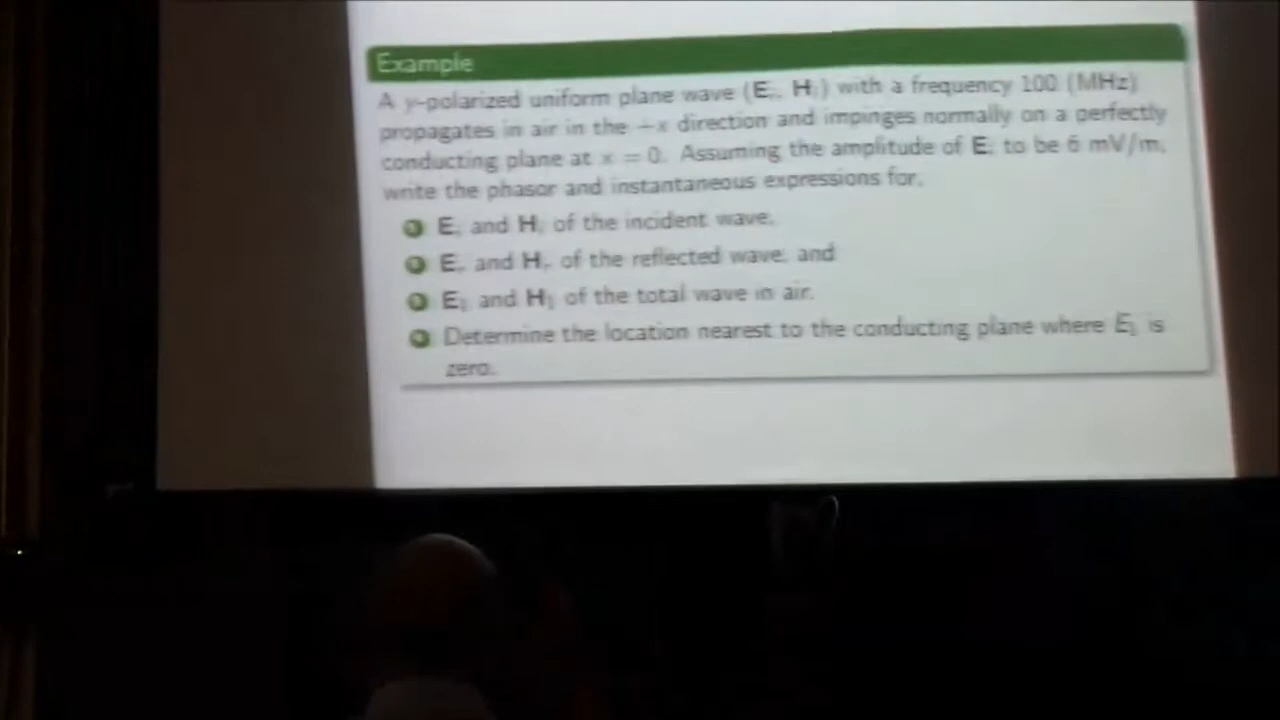 Example
A y-polarized uniform plane wave (Eᵢ, Hᵢ) with a frequency 100 (MHz)
propagates in air in the +x direction and impinges normally on a perfectly
conducting plane at x = 0. Assuming the amplitude of Eᵢ to be 6 mV/m,
write the phasor and instantaneous expressions for.
1 Eᵢ and Hᵢ of the incident wave;
2 Eᵣ and Hᵣ of the reflected wave; and
3 E₁ and H₁ of the total wave in air.
4 Determine the location nearest to the conducting plane where E₁ is
zero.